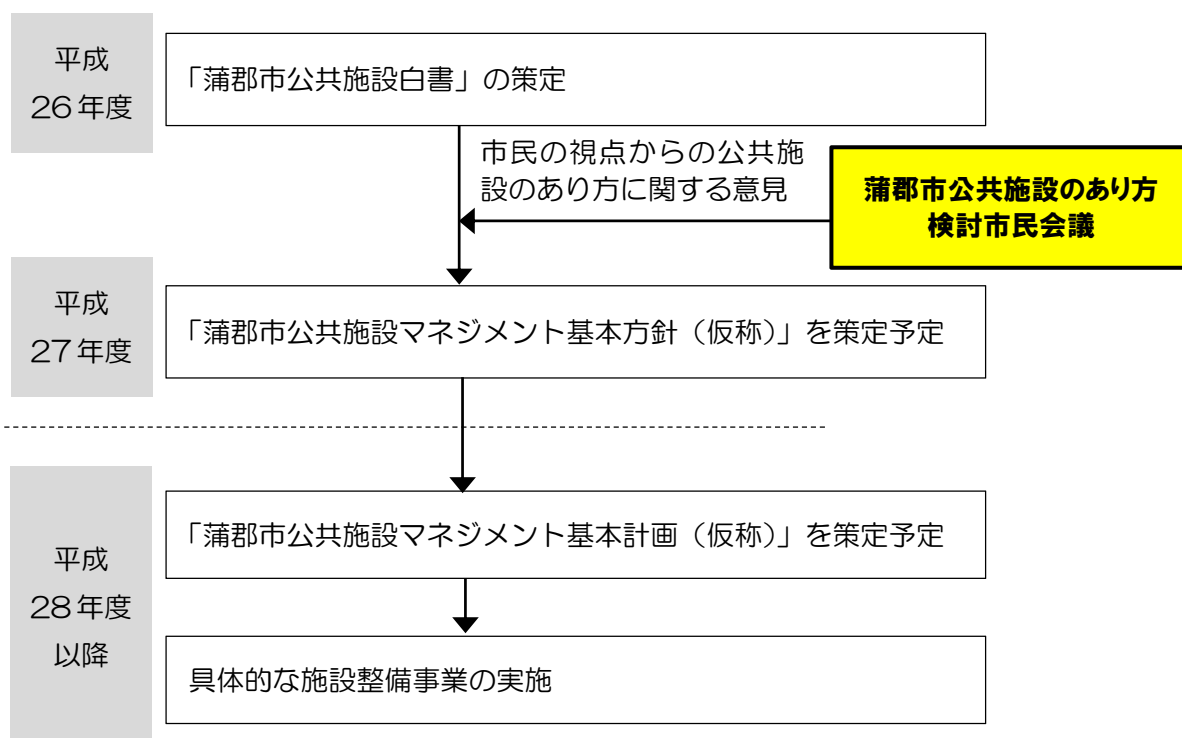 平成
26年度
「蒲郡市公共施設白書」の策定
市民の視点からの公共施
設のあり方に関する意見
蒲郡市公共施設のあり方
検討市民会議
平成
27年度
「蒲郡市公共施設マネジメント基本方針（仮称）」を策定予定
平成
28年度
以降
「蒲郡市公共施設マネジメント基本計画（仮称）」を策定予定
具体的な施設整備事業の実施